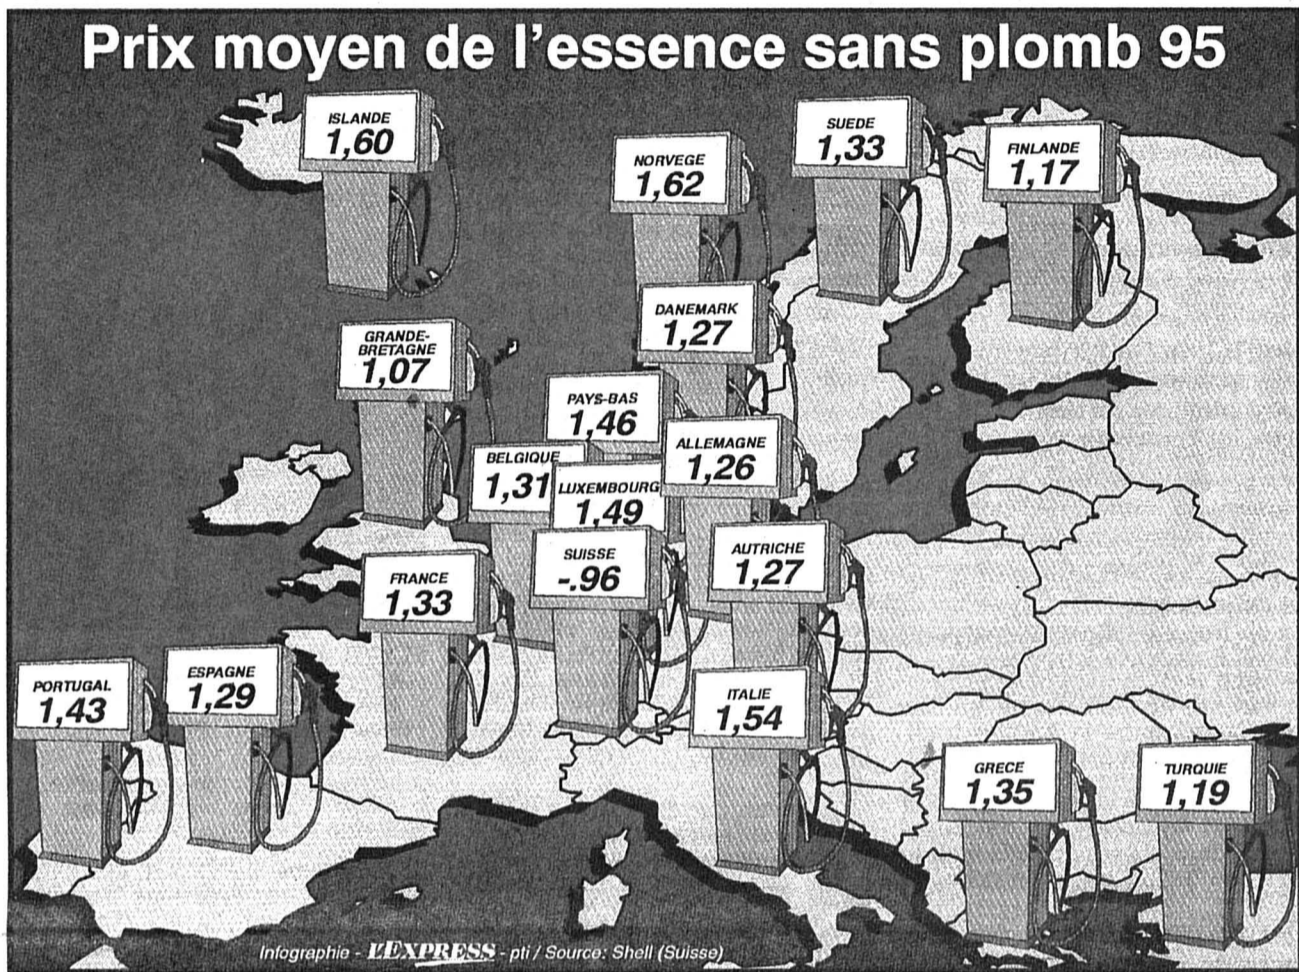 Prix moyen de l'essence sans plomb 95
ISLANDE
1,60
NORVEGE
1,62
SUEDE
1,33
FINLANDE
1,17
DANEMARK
1,27
GRANDE-
BRETAGNE
1,07
PAYS-BAS
1,46
ALLEMAGNE
1,26
BELGIQUE
1,31
LUXEMBOURG
1,49
SUISSE
-.96
AUTRICHE
1,27
FRANCE
1,33
PORTUGAL
1,43
ESPAGNE
1,29
ITALIE
1,54
GRECE
1,35
TURQUIE
1,19
Infographie - L'EXPRESS - pti / Source: Shell (Suisse)